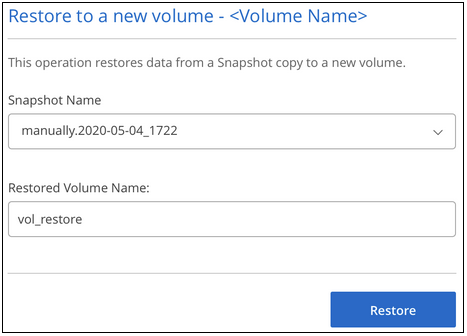 Restore to a new volume - <Volume Name>
This operation restores data from a Snapshot copy to a new volume.
Snapshot Name
manually.2020-05-04_1722
Restored Volume Name:
vol_restore
Restore